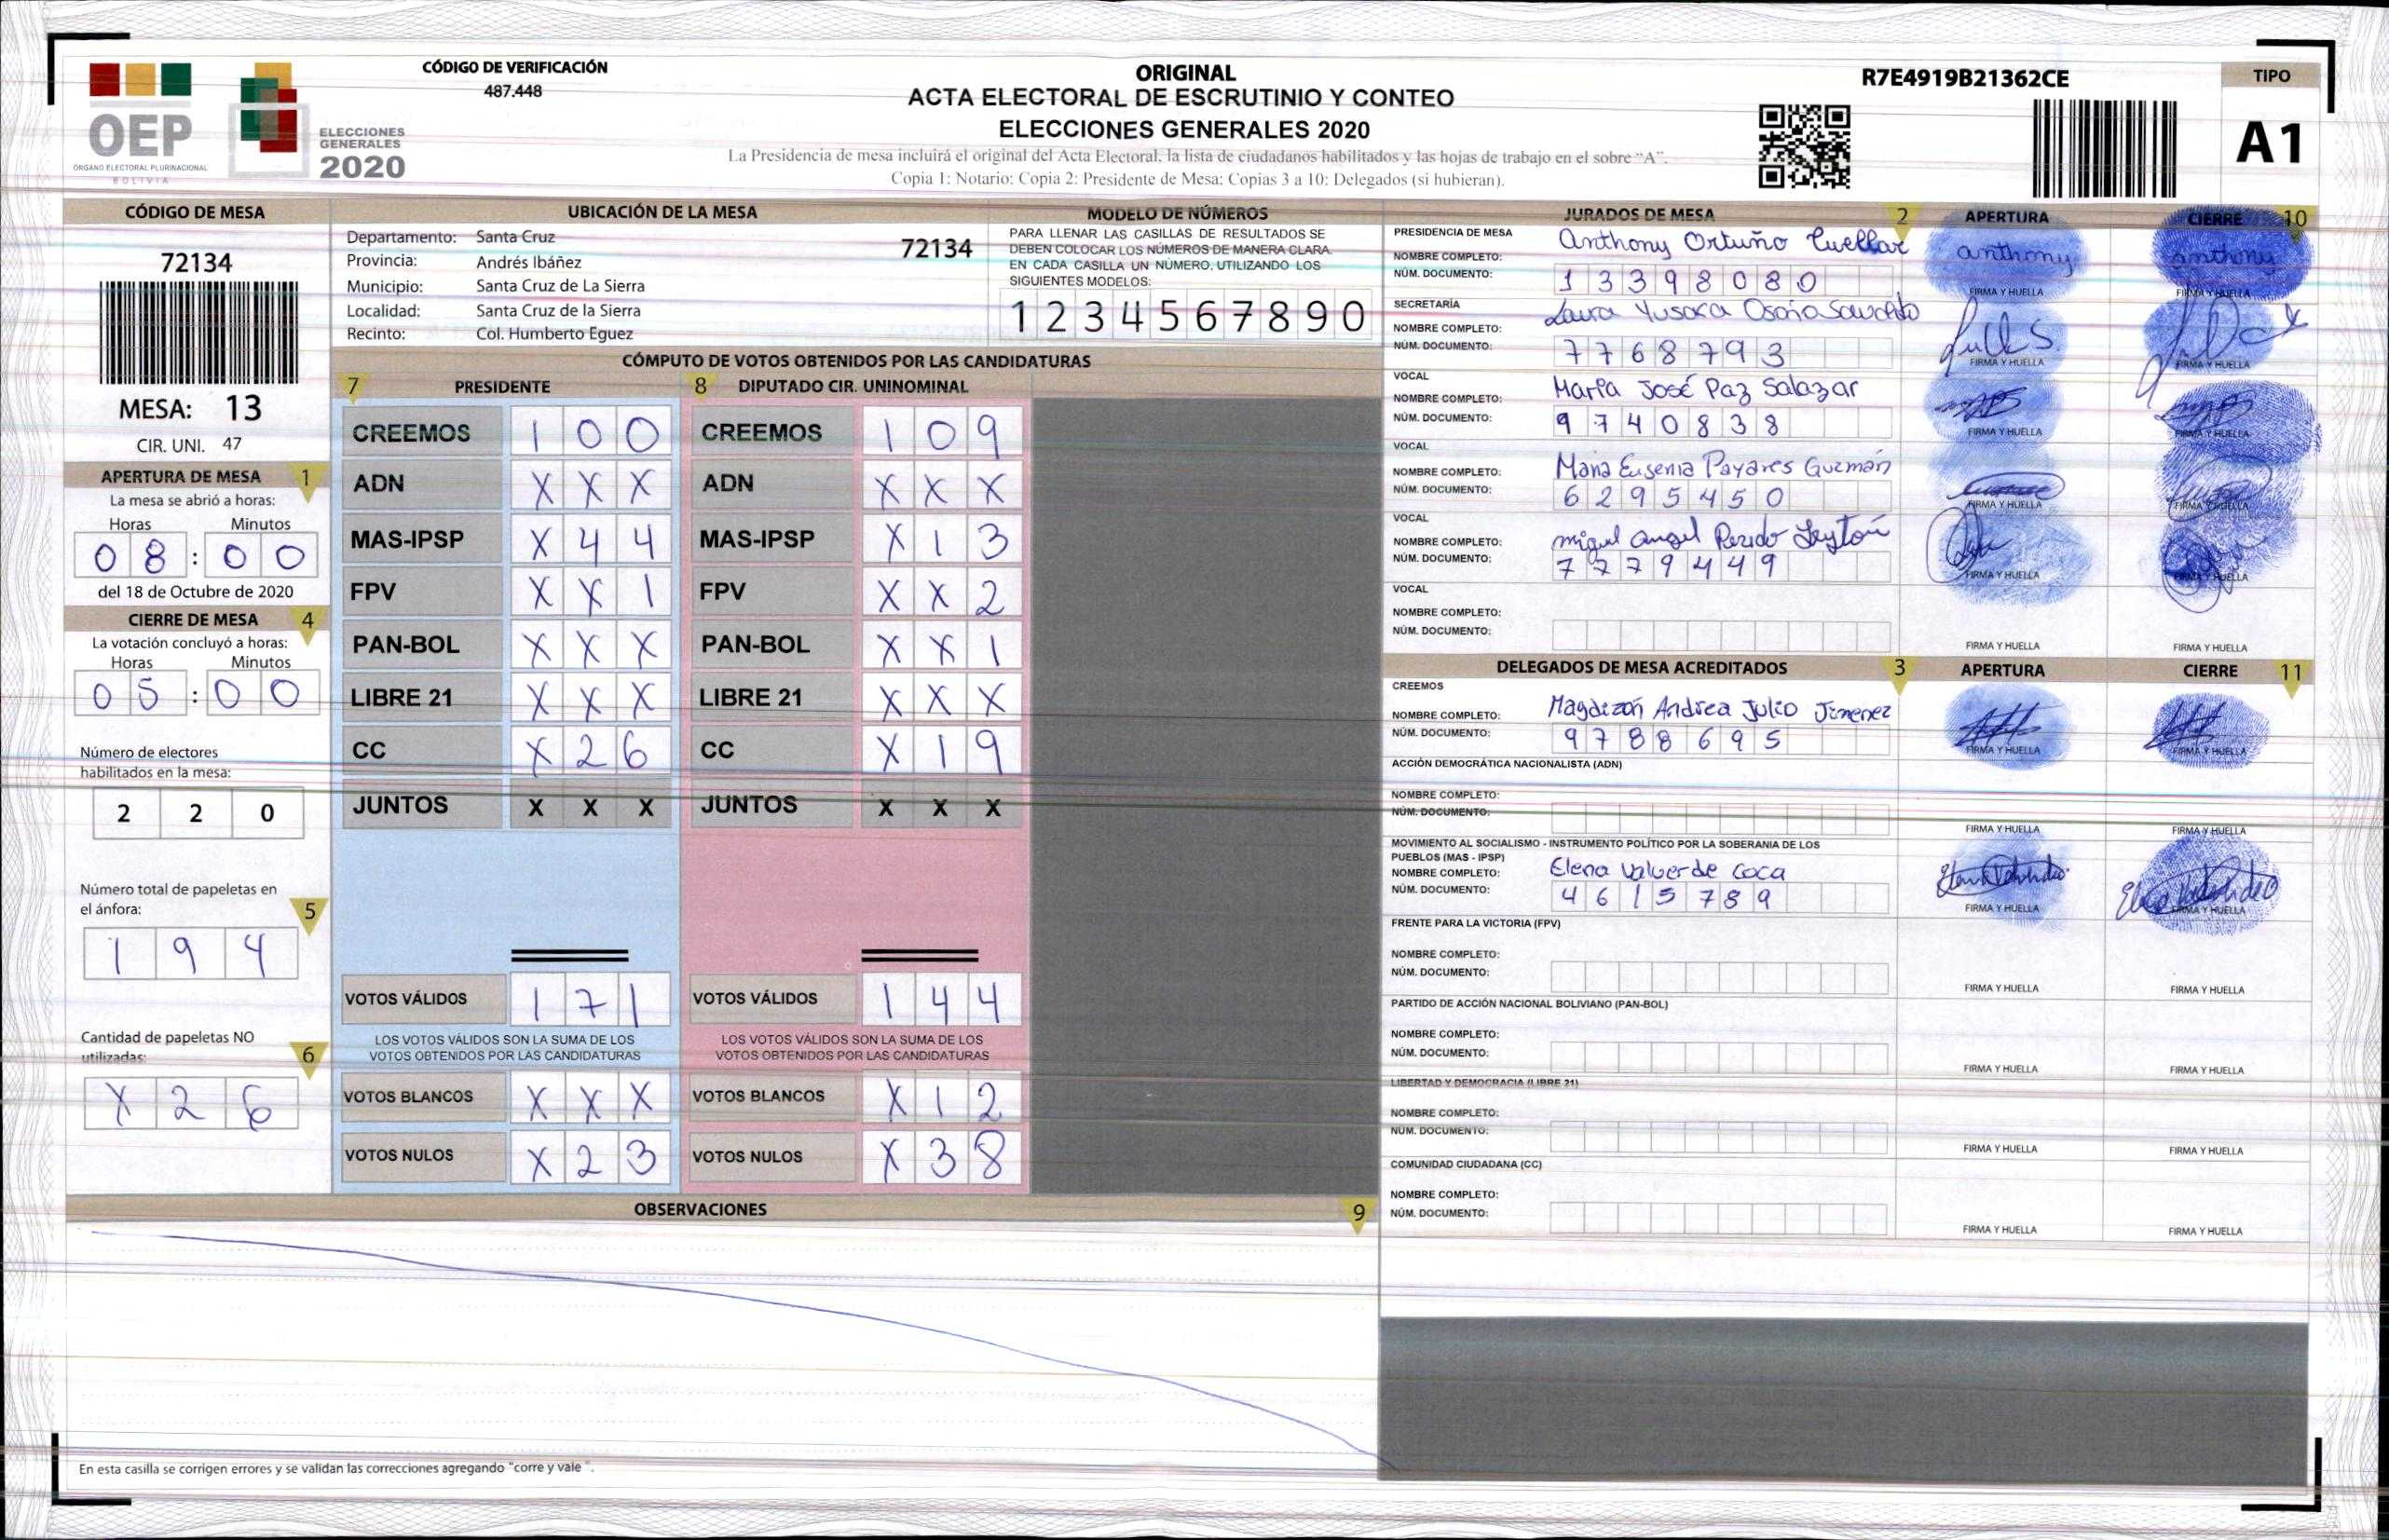 CÓDIGO DE VERIFICACIÓN
487.448
ORIGINAL
ACTA ELECTORAL DE ESCRUTINIO Y CONTEO
ELECCIONES GENERALES 2020
La Presidencia de mesa incluirá el original del Acta Electoral, la lista de ciudadanos habilitados y las hojas de trabajo en el sobre "A".
Copia 1: Notario; Copia 2: Presidente de Mesa; Copias 3 a 10: Delegados (si hubieran).
R7E4919B21362CE
TIPO
A1
OEP
ÓRGANO ELECTORAL PLURINACIONAL
BOLIVIA
ELECCIONES
GENERALES
2020
CÓDIGO DE MESA
72134
MESA: 13
CIR. UNI. 47
APERTURA DE MESA 1
La mesa se abrió a horas:
Horas Minutos
0 8 : 0 0
del 18 de Octubre de 2020
CIERRE DE MESA 4
La votación concluyó a horas:
Horas Minutos
0 5 : 0 0
Número de electores
habilitados en la mesa:
2 2 0
Número total de papeletas en
el ánfora: 5
1 9 4
Cantidad de papeletas NO
utilizadas: 6
X 2 6
UBICACIÓN DE LA MESA
Departamento: Santa Cruz 72134
Provincia: Andrés Ibáñez
Municipio: Santa Cruz de La Sierra
Localidad: Santa Cruz de la Sierra
Recinto: Col. Humberto Eguez
MODELO DE NÚMEROS
PARA LLENAR LAS CASILLAS DE RESULTADOS SE
DEBEN COLOCAR LOS NÚMEROS DE MANERA CLARA.
EN CADA CASILLA UN NÚMERO, UTILIZANDO LOS
SIGUIENTES MODELOS:
1 2 3 4 5 6 7 8 9 0
CÓMPUTO DE VOTOS OBTENIDOS POR LAS CANDIDATURAS
7 PRESIDENTE 8 DIPUTADO CIR. UNINOMINAL
CREEMOS 1 0 0 CREEMOS 1 0 9
ADN X X X ADN X X X
MAS-IPSP X 4 4 MAS-IPSP X 1 3
FPV X X 1 FPV X X 2
PAN-BOL X X X PAN-BOL X X 1
LIBRE 21 X X X LIBRE 21 X X X
CC X 2 6 CC X 1 9
JUNTOS X X X JUNTOS X X X
VOTOS VÁLIDOS 1 7 1 VOTOS VÁLIDOS 1 4 4
LOS VOTOS VÁLIDOS SON LA SUMA DE LOS LOS VOTOS VÁLIDOS SON LA SUMA DE LOS
VOTOS OBTENIDOS POR LAS CANDIDATURAS VOTOS OBTENIDOS POR LAS CANDIDATURAS
VOTOS BLANCOS X X X VOTOS BLANCOS X 1 2
VOTOS NULOS X 2 3 VOTOS NULOS X 3 8
OBSERVACIONES 9
En esta casilla se corrigen errores y se validan las correcciones agregando "corre y vale".
JURADOS DE MESA 2 APERTURA CIERRE 10
PRESIDENCIA DE MESA
NOMBRE COMPLETO: Anthony Ortuño Cuellar anthony anthony
NÚM. DOCUMENTO: 1 3 3 9 8 0 8 0 FIRMA Y HUELLA FIRMA Y HUELLA
SECRETARÍA
NOMBRE COMPLETO: Laura
NÚM. DOCUMENTO: 7 7 6 8 7 9 3 FIRMA Y HUELLA FIRMA Y HUELLA
VOCAL
NOMBRE COMPLETO: María José Paz Salazar
NÚM. DOCUMENTO: 9 7 4 0 8 3 8 FIRMA Y HUELLA FIRMA Y HUELLA
VOCAL
NOMBRE COMPLETO: Maria Eugenia Payares Guzmán
NÚM. DOCUMENTO: 6 2 9 5 4 5 0 FIRMA Y HUELLA FIRMA Y HUELLA
VOCAL
NOMBRE COMPLETO: Miguel Angel
NÚM. DOCUMENTO: 7 7 7 9 4 4 9 FIRMA Y HUELLA FIRMA Y HUELLA
VOCAL
NOMBRE COMPLETO:
NÚM. DOCUMENTO: FIRMA Y HUELLA FIRMA Y HUELLA
DELEGADOS DE MESA ACREDITADOS 3 APERTURA CIERRE 11
CREEMOS
NOMBRE COMPLETO: Andrea Julio Jimenez
NÚM. DOCUMENTO: 9 7 8 8 6 9 5 FIRMA Y HUELLA FIRMA Y HUELLA
ACCIÓN DEMOCRÁTICA NACIONALISTA (ADN)
NOMBRE COMPLETO:
NÚM. DOCUMENTO: FIRMA Y HUELLA FIRMA Y HUELLA
MOVIMIENTO AL SOCIALISMO - INSTRUMENTO POLÍTICO POR LA SOBERANIA DE LOS
PUEBLOS (MAS - IPSP)
NOMBRE COMPLETO: Elena Valverde Coca
NÚM. DOCUMENTO: 4 6 1 5 7 8 9 FIRMA Y HUELLA FIRMA Y HUELLA
FRENTE PARA LA VICTORIA (FPV)
NOMBRE COMPLETO:
NÚM. DOCUMENTO: FIRMA Y HUELLA FIRMA Y HUELLA
PARTIDO DE ACCIÓN NACIONAL BOLIVIANO (PAN-BOL)
NOMBRE COMPLETO:
NÚM. DOCUMENTO: FIRMA Y HUELLA FIRMA Y HUELLA
LIBERTAD Y DEMOCRACIA (LIBRE 21)
NOMBRE COMPLETO:
NÚM. DOCUMENTO: FIRMA Y HUELLA FIRMA Y HUELLA
COMUNIDAD CIUDADANA (CC)
NOMBRE COMPLETO:
NÚM. DOCUMENTO: FIRMA Y HUELLA FIRMA Y HUELLA